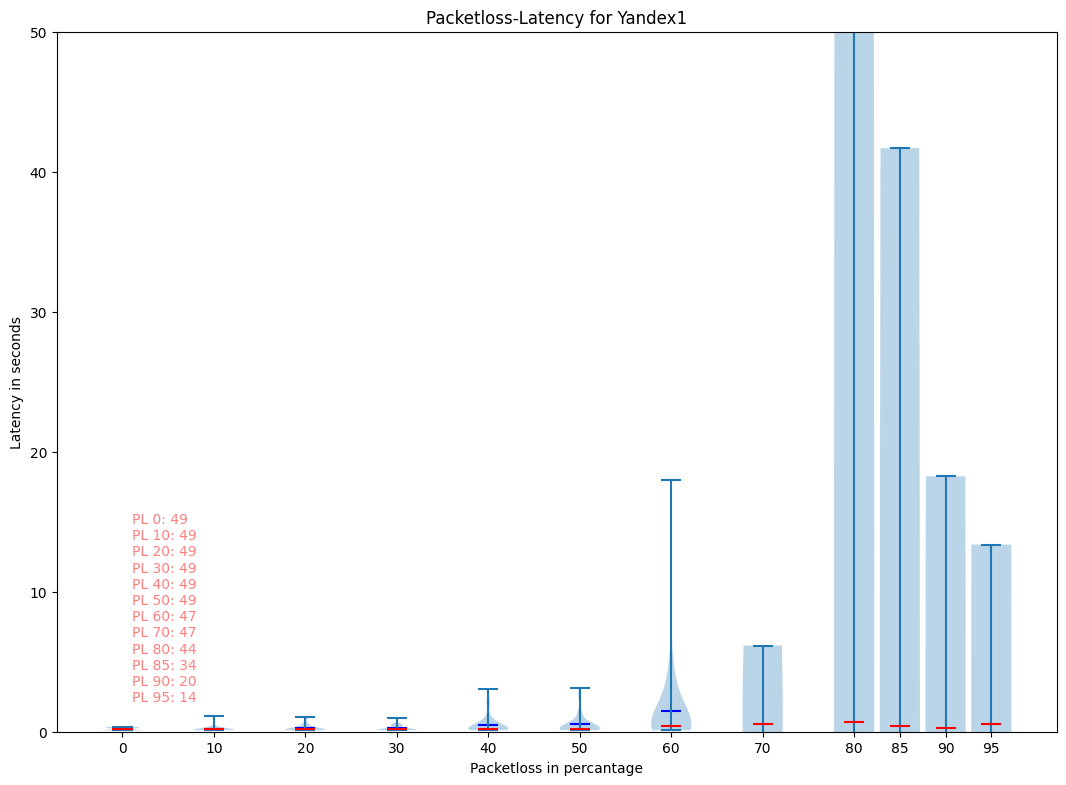 Packetloss-Latency for Yandex1
50
40
30
20
10
0
Latency in seconds
PL 0: 49
PL 10: 49
PL 20: 49
PL 30: 49
PL 40: 49
PL 50: 49
PL 60: 47
PL 70: 47
PL 80: 44
PL 85: 34
PL 90: 20
PL 95: 14
0 10 20 30 40 50 60 70 80 85 90 95
Packetloss in percantage